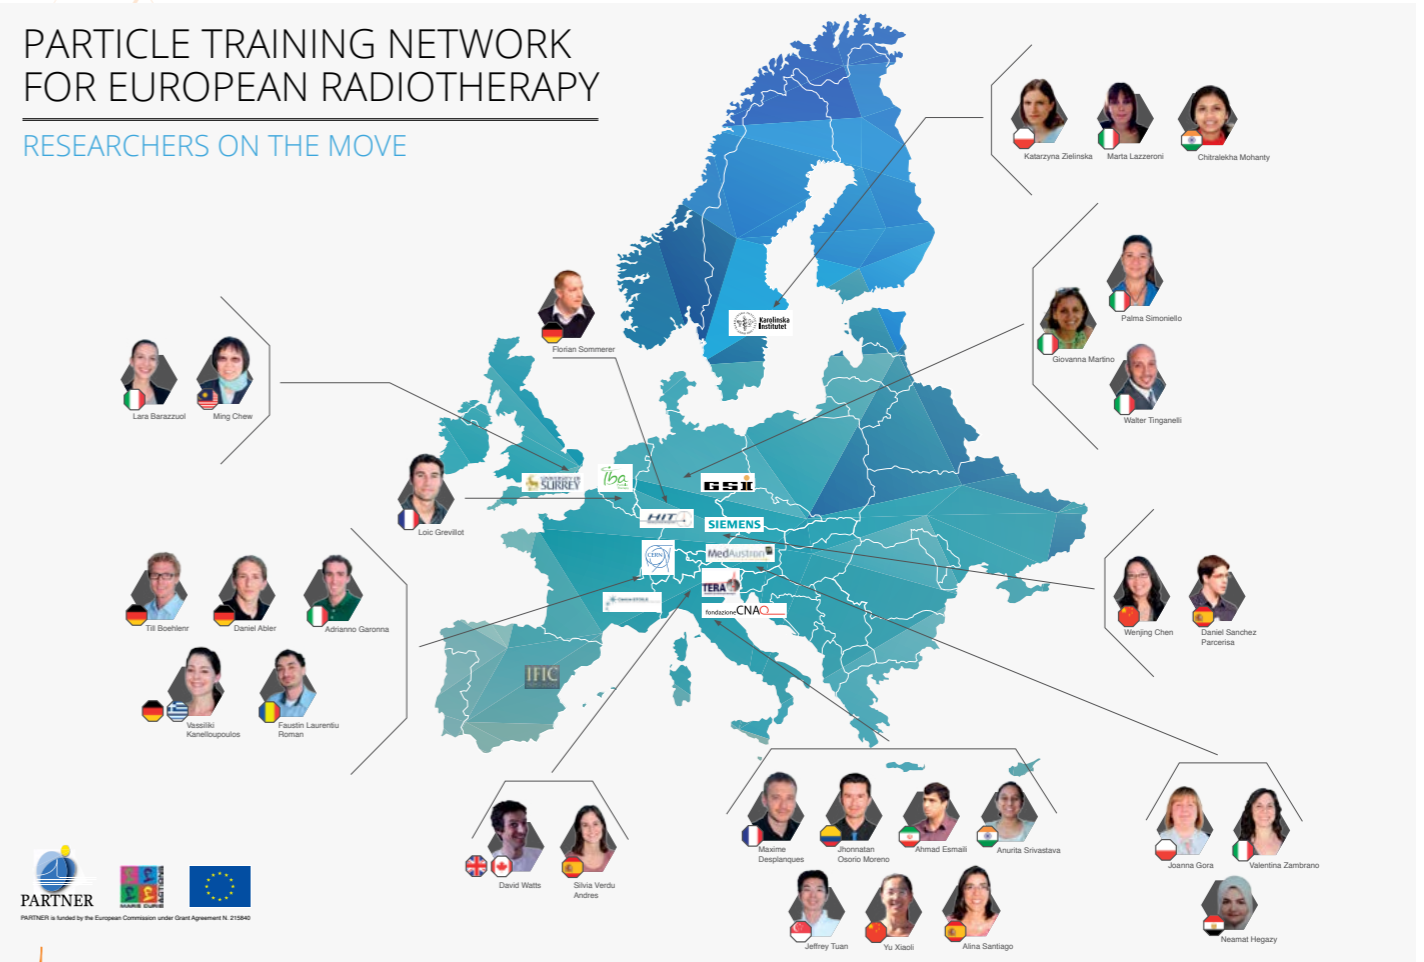 PARTICLE TRAINING NETWORK
FOR EUROPEAN RADIOTHERAPY
RESEARCHERS ON THE MOVE
Katarzyna Zielinska
Marta Lazzeroni
Chitralekha Mohanty
Palma Simoniello
Giovanna Martino
Walter Tinganelli
Karolinska
Institutet
Florian Sommerer
Lara Barazzuol
Ming Chew
UNIVERSITY OF
SURREY
iba
GSI
Loic Grevillot
HIT
SIEMENS
CERN
MedAustron
TERA
fondazioneCNAO
IFIC
Till Boehlenr
Daniel Abler
Adrianno Garonna
Vassiliki
Kanelloupoulos
Faustin Laurentiu
Roman
Wenjing Chen
Daniel Sanchez
Parcerisa
David Watts
Silvia Verdu
Andres
Maxime
Desplanques
Jhonnatan
Osorio Moreno
Ahmad Esmaili
Anurita Srivastava
Jeffrey Tuan
Yu Xiaoli
Alina Santiago
Joanna Gora
Valentina Zambrano
Neamat Hegazy
PARTNER
MARIE CURIE
ACTIONS
PARTNER is funded by the European Commission under Grant Agreement N. 215840